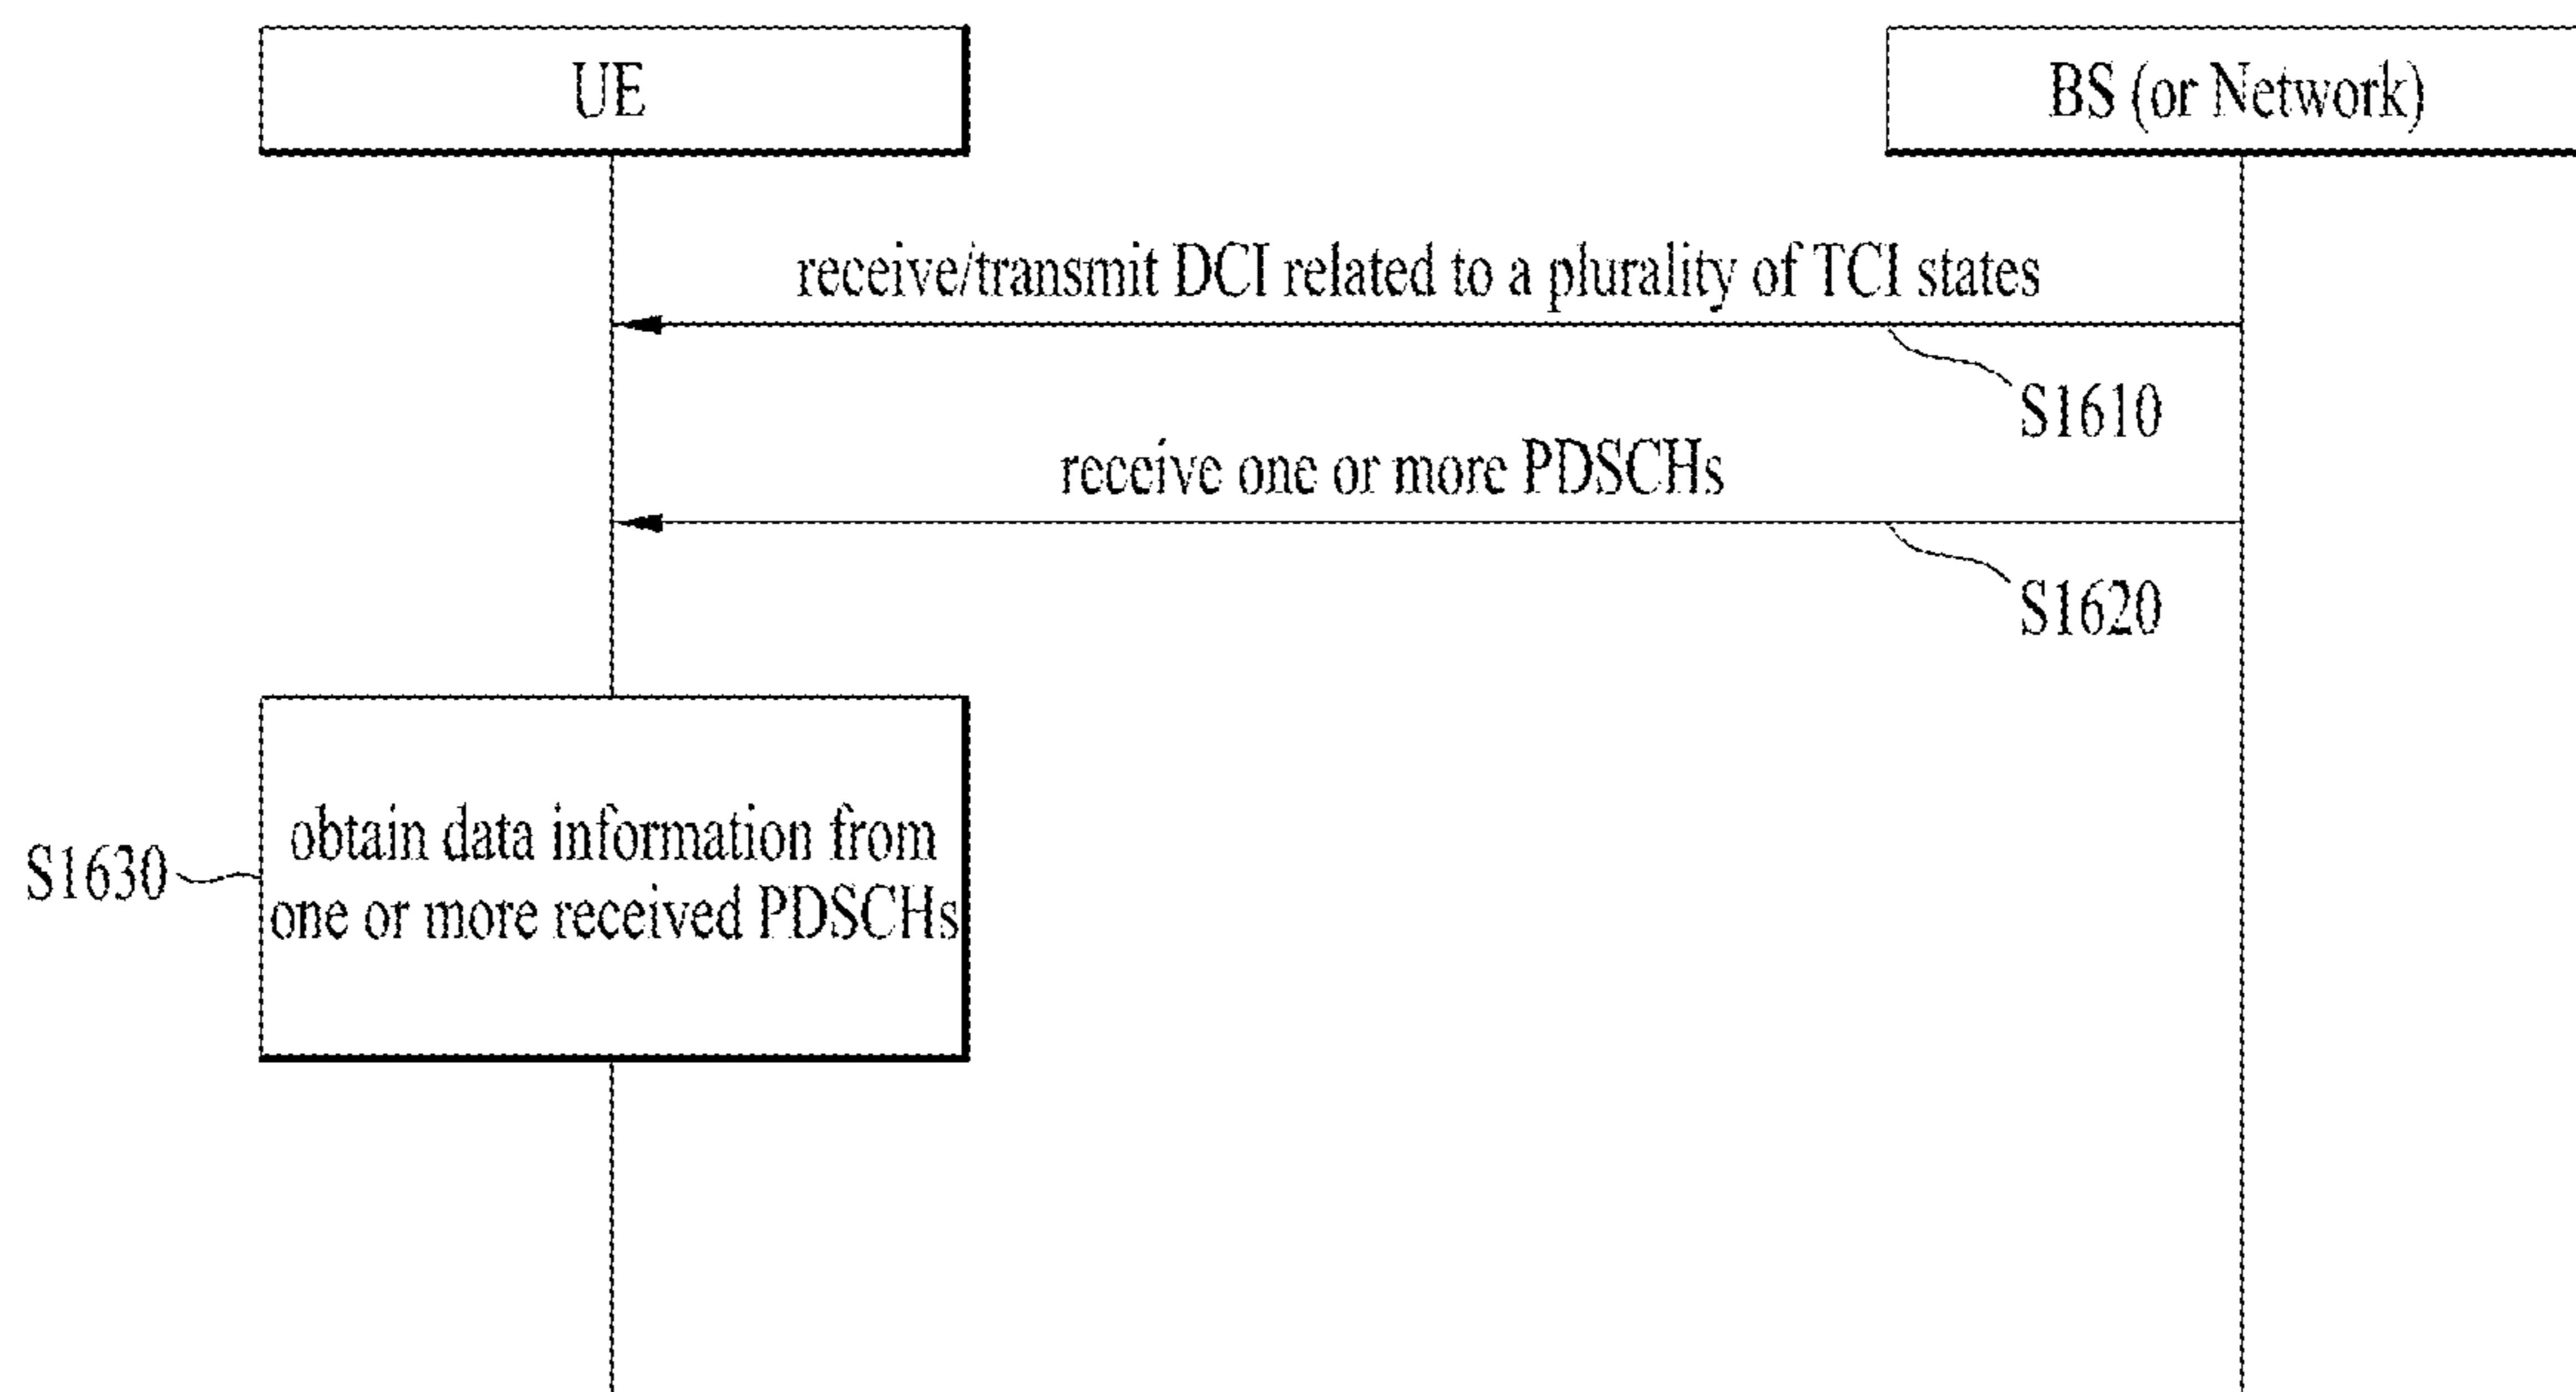 UE
BS (or Network)
receive/transmit DCI related to a plurality of TCI states
S1610
receive one or more PDSCHs
S1620
S1630
obtain data information from
one or more received PDSCHs